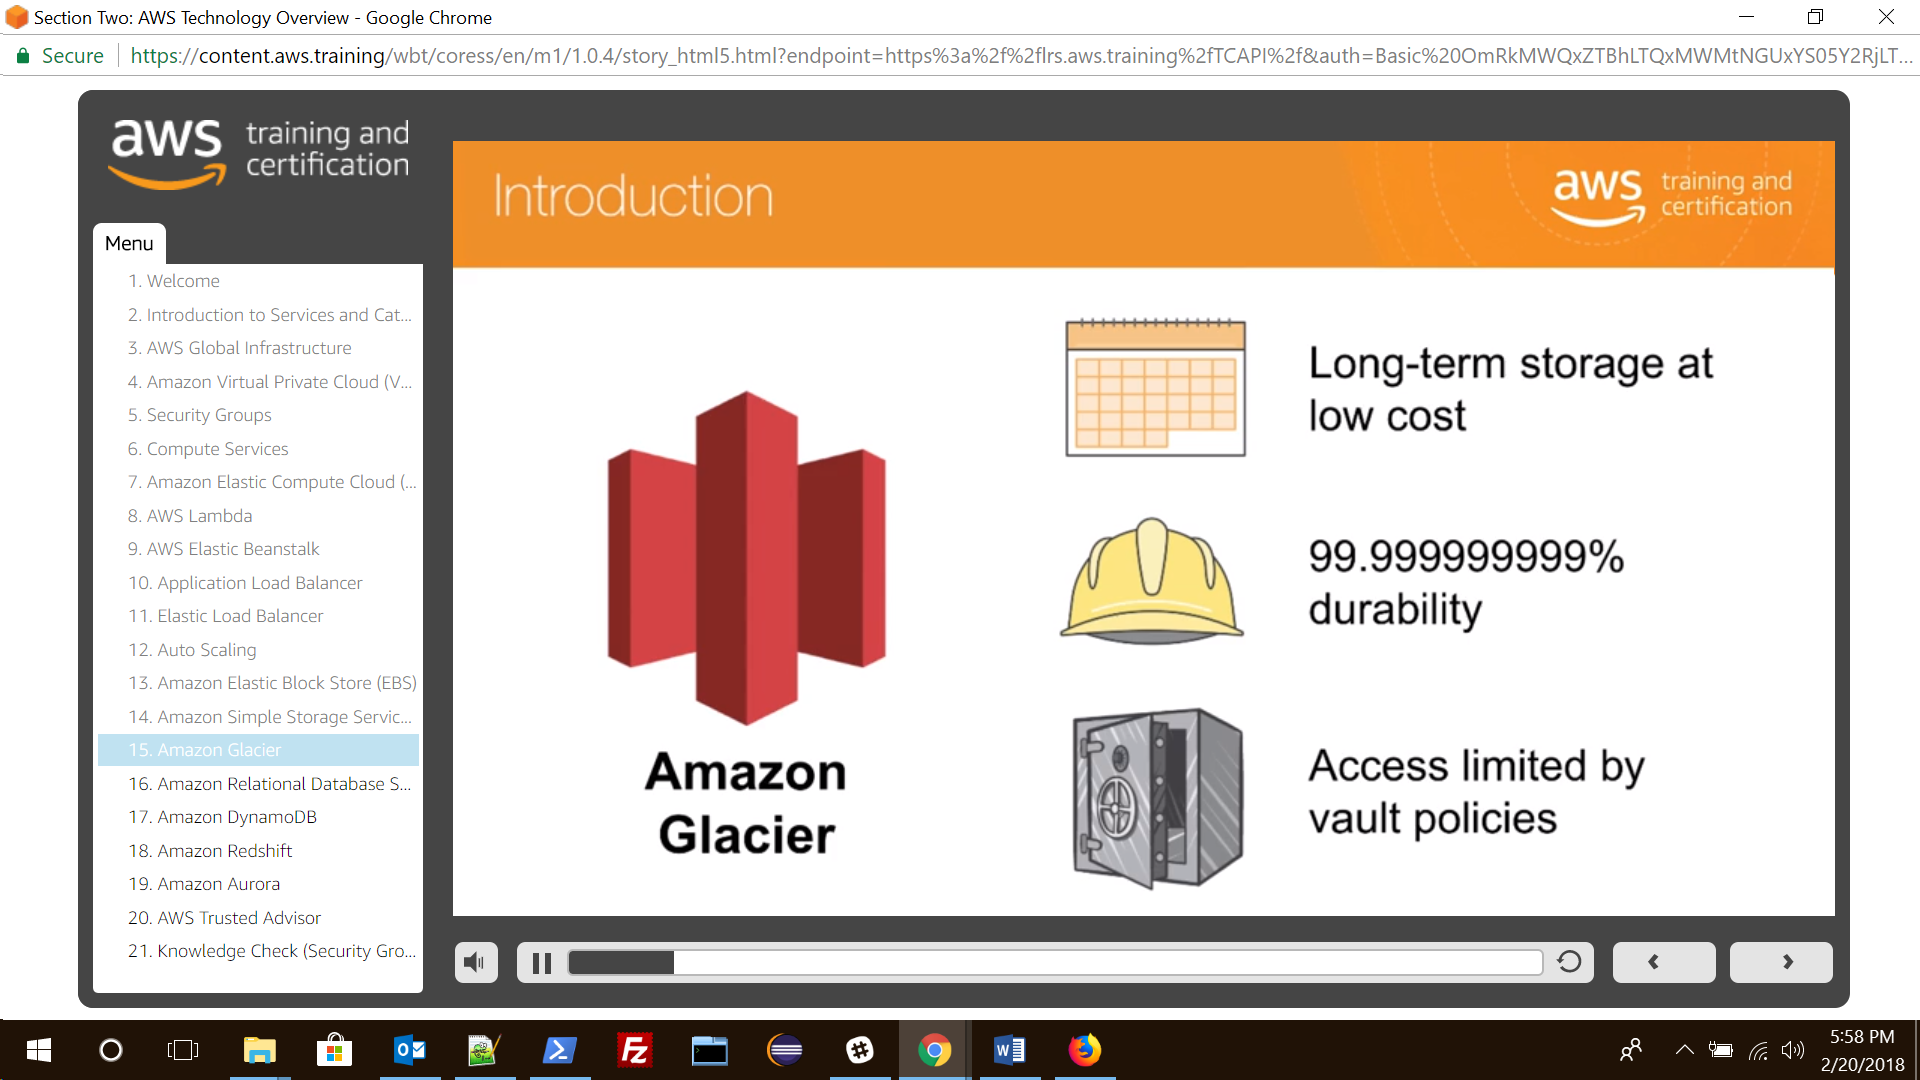 Section Two: AWS Technology Overview - Google Chrome
Secure https://content.aws.training/wbt/coress/en/m1/1.0.4/story_html5.html?endpoint=https%3a%2f%2flrs.aws.training%2fTCAPI%2f&auth=Basic%20OmRkMWQxZTBhLTQxMWMtNGUxYS05Y2RjLT...
aws training and
certification
Menu
1. Welcome
2. Introduction to Services and Cat...
3. AWS Global Infrastructure
4. Amazon Virtual Private Cloud (V...
5. Security Groups
6. Compute Services
7. Amazon Elastic Compute Cloud (...
8. AWS Lambda
9. AWS Elastic Beanstalk
10. Application Load Balancer
11. Elastic Load Balancer
12. Auto Scaling
13. Amazon Elastic Block Store (EBS)
14. Amazon Simple Storage Servic...
15. Amazon Glacier
16. Amazon Relational Database S...
17. Amazon DynamoDB
18. Amazon Redshift
19. Amazon Aurora
20. AWS Trusted Advisor
21. Knowledge Check (Security Gro...
Introduction
aws training and
certification
Amazon
Glacier
Long-term storage at
low cost
99.999999999%
durability
Access limited by
vault policies
5:58 PM
2/20/2018